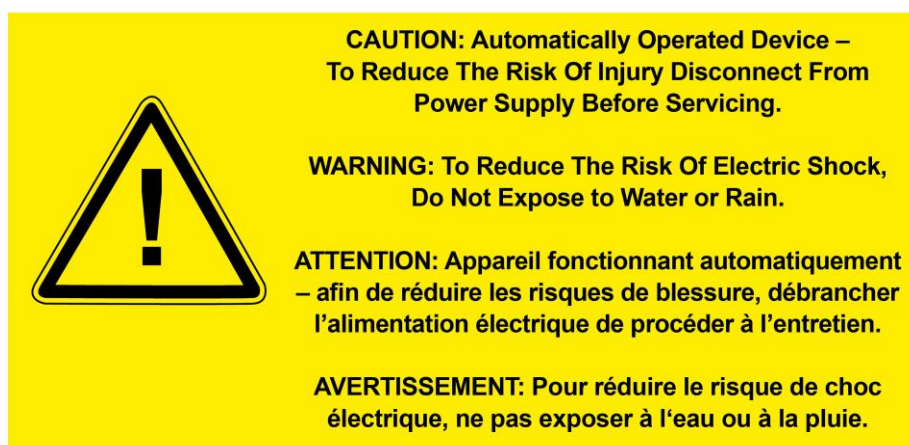 CAUTION: Automatically Operated Device –
To Reduce The Risk Of Injury Disconnect From
Power Supply Before Servicing.
WARNING: To Reduce The Risk Of Electric Shock,
Do Not Expose to Water or Rain.
ATTENTION: Appareil fonctionnant automatiquement
– afin de réduire les risques de blessure, débrancher
l’alimentation électrique de procéder à l’entretien.
AVERTISSEMENT: Pour réduire le risque de choc
électrique, ne pas exposer à l‘eau ou à la pluie.